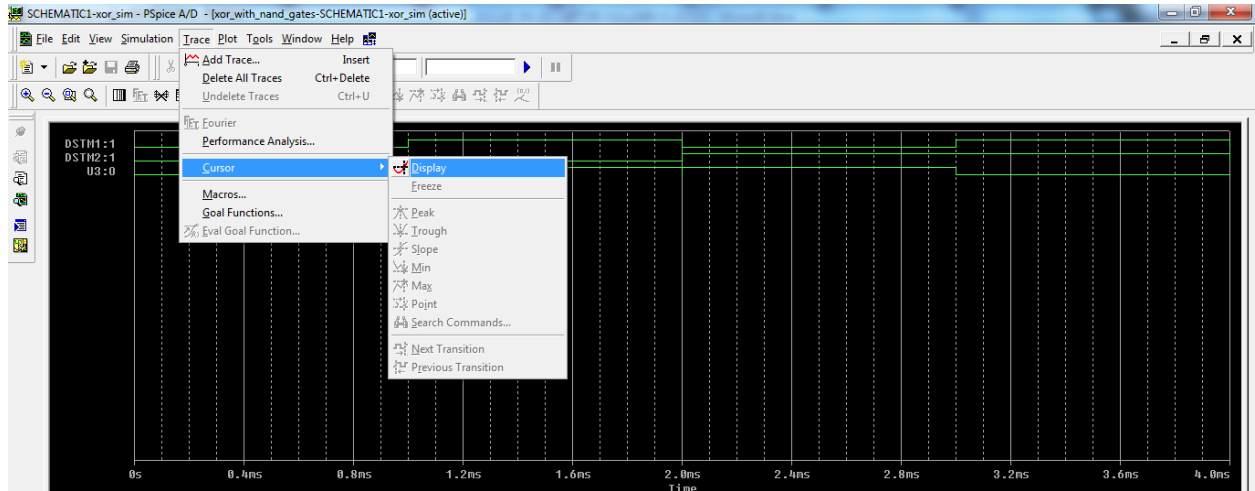 SCHEMATIC1-xor_sim - PSpice A/D - [xor_with_nand_gates-SCHEMATIC1-xor_sim (active)]
File Edit View Simulation Trace Plot Tools Window Help
Add Trace... Insert
Delete All Traces Ctrl+Delete
Undelete Traces Ctrl+U
Fourier
Performance Analysis...
Cursor
Macros...
Goal Functions...
Eval Goal Function...
Display
Freeze
Peak
Trough
Slope
Min
Max
Point
Search Commands...
Next Transition
Previous Transition
DSTM1:1
DSTM2:1
U3:O
0s 0.4ms 0.8ms 1.2ms 1.6ms 2.0ms 2.4ms 2.8ms 3.2ms 3.6ms 4.0ms
Time